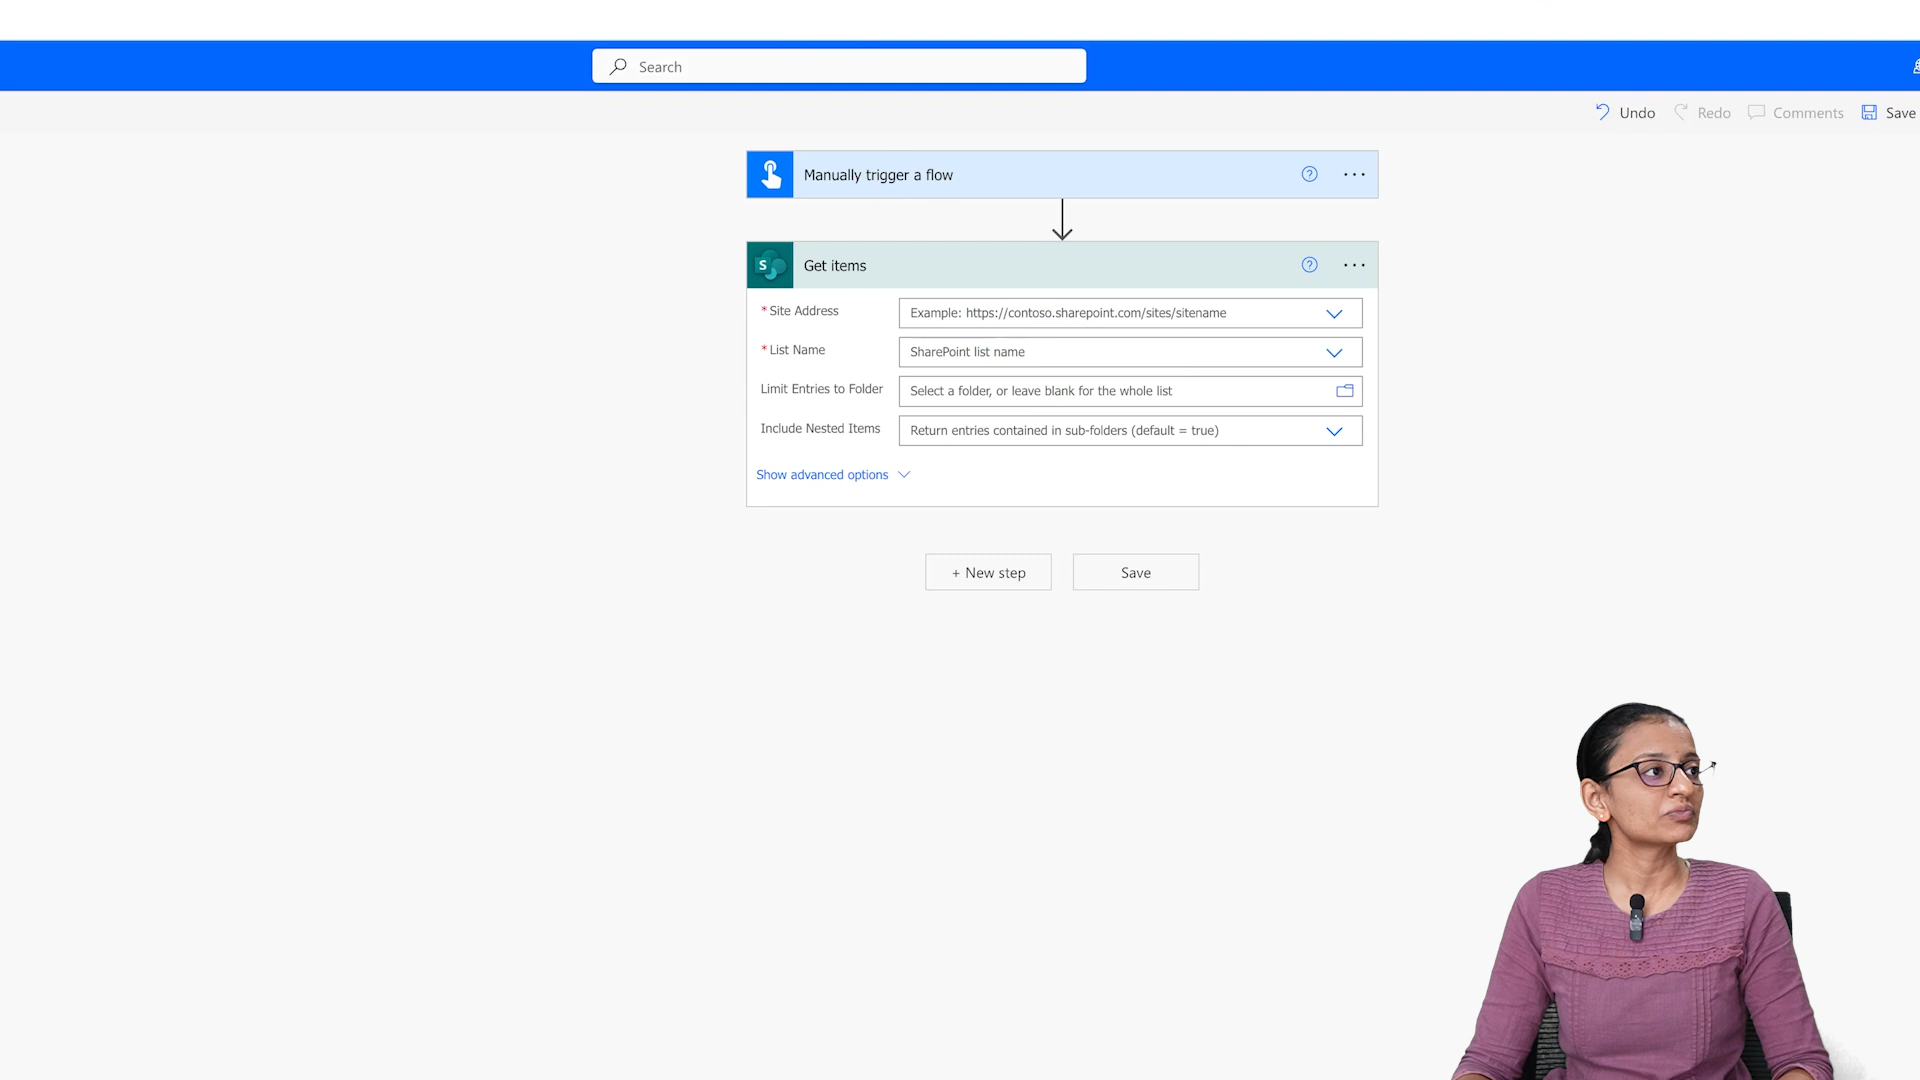 Search
Undo
Redo
Comments
Save
Manually trigger a flow
S
Get items
*Site Address
Example: https://contoso.sharepoint.com/sites/sitename
*List Name
SharePoint list name
Limit Entries to Folder
Select a folder, or leave blank for the whole list
Include Nested Items
Return entries contained in sub-folders (default = true)
Show advanced options
+ New step
Save